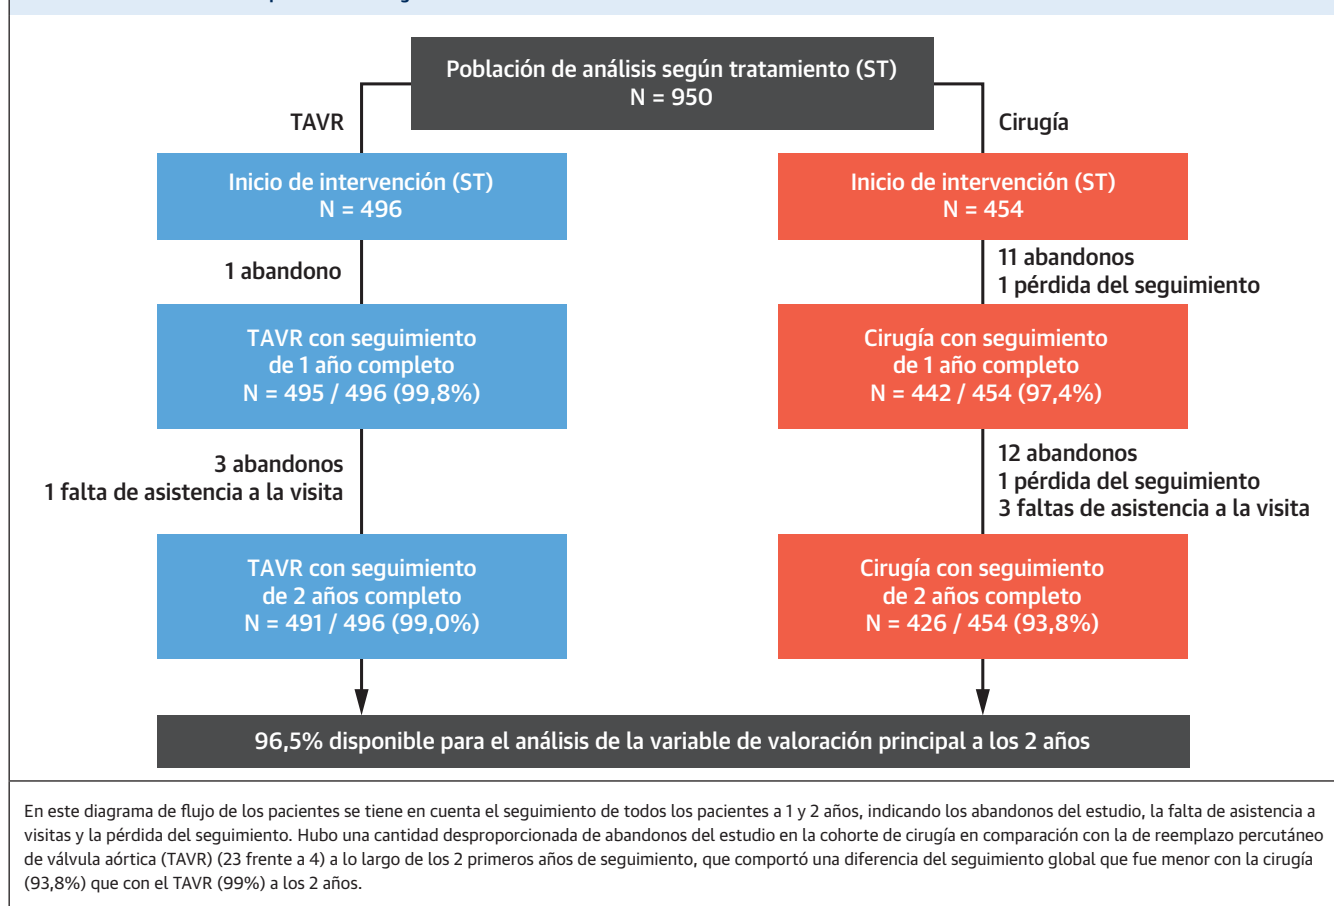 Población de análisis según tratamiento (ST)
N = 950
TAVR
Cirugía
Inicio de intervención (ST)
N = 496
Inicio de intervención (ST)
N = 454
1 abandono
11 abandonos
1 pérdida del seguimiento
TAVR con seguimiento
de 1 año completo
N = 495 / 496 (99,8%)
Cirugía con seguimiento
de 1 año completo
N = 442 / 454 (97,4%)
3 abandonos
1 falta de asistencia a la visita
12 abandonos
1 pérdida del seguimiento
3 faltas de asistencia a la visita
TAVR con seguimiento
de 2 años completo
N = 491 / 496 (99,0%)
Cirugía con seguimiento
de 2 años completo
N = 426 / 454 (93,8%)
96,5% disponible para el análisis de la variable de valoración principal a los 2 años
En este diagrama de flujo de los pacientes se tiene en cuenta el seguimiento de todos los pacientes a 1 y 2 años, indicando los abandonos del estudio, la falta de asistencia a
visitas y la pérdida del seguimiento. Hubo una cantidad desproporcionada de abandonos del estudio en la cohorte de cirugía en comparación con la de reemplazo percutáneo
de válvula aórtica (TAVR) (23 frente a 4) a lo largo de los 2 primeros años de seguimiento, que comportó una diferencia del seguimiento global que fue menor con la cirugía
(93,8%) que con el TAVR (99%) a los 2 años.